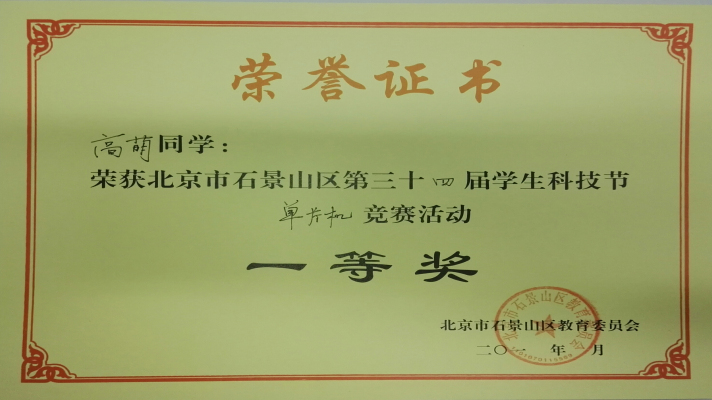 荣誉证书
高萌同学：
荣获北京市石景山区第三十四届学生科技节
单片机竞赛活动
一等奖
北京市石景山区教育委员会
二〇一 年 月